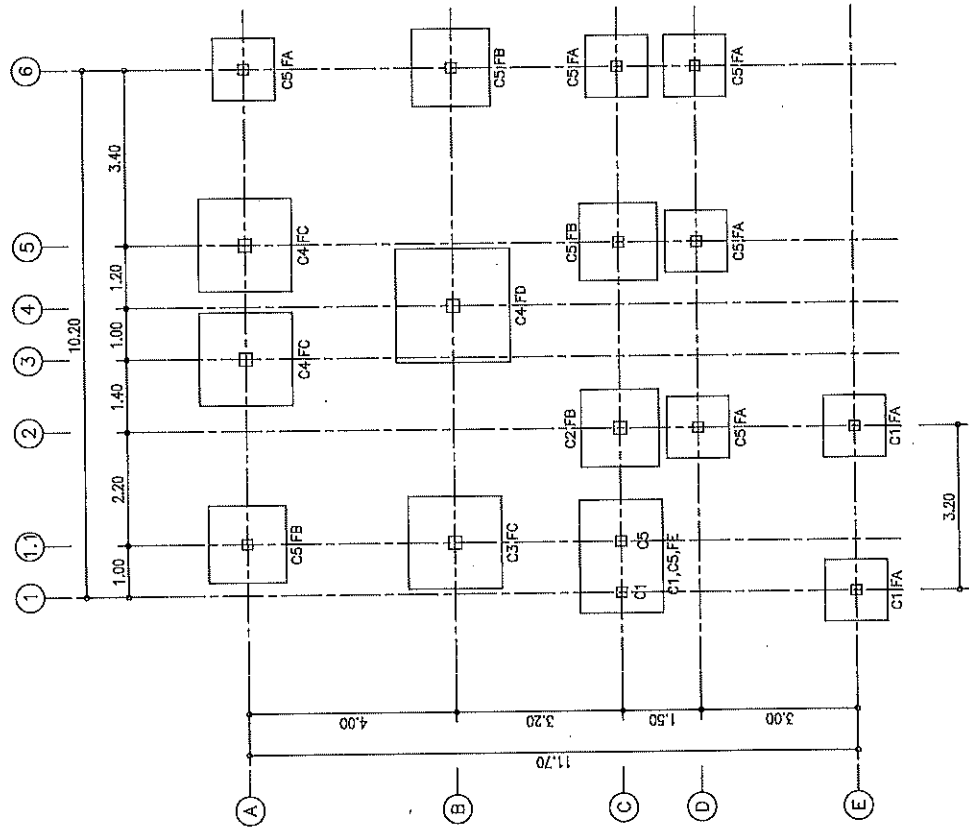 6
5
4
3
2
1.1
1
10.20
3.40
1.20
1.00
1.40
2.20
1.00
C5,FA
C5,FB
C5,FA
C5,FA
C4,FC
C5,FB
C5,FA
C4,FD
C4,FC
C2,FB
C5,FA
C1,FA
C5,FB
C3,FC
C5
C1
C1,C5,FE
C1,FA
3.20
4.00
3.20
1.50
3.00
11.70
A
B
C
D
E